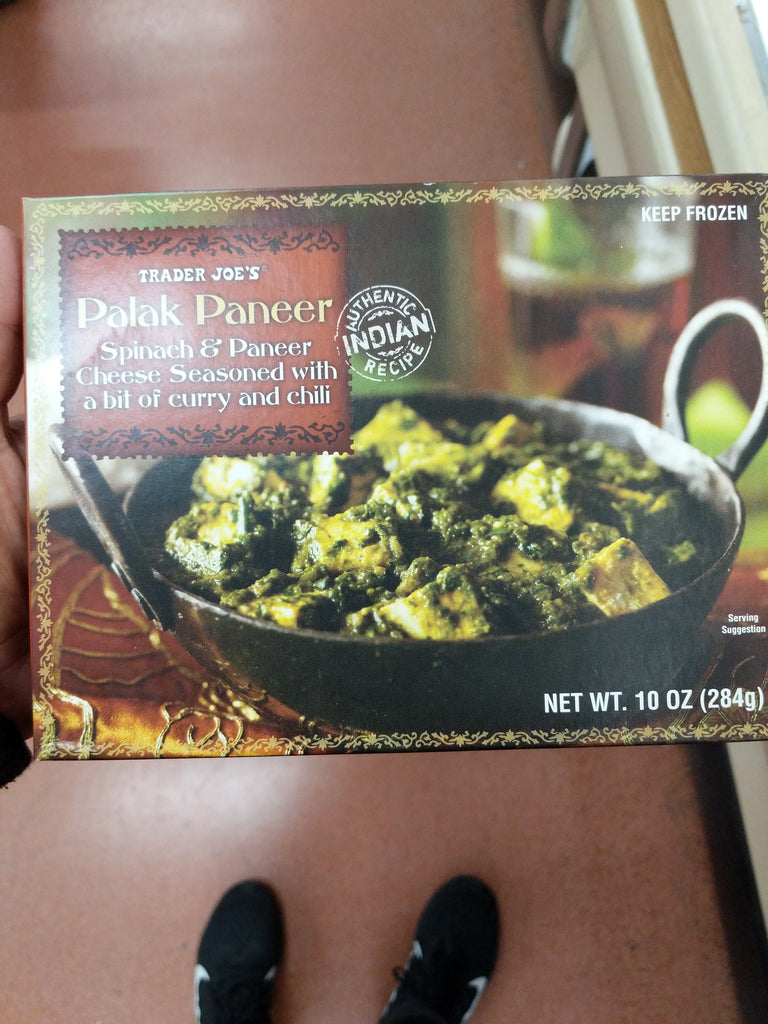 KEEP FROZEN
TRADER JOE'S®
Palak Paneer
Spinach & Paneer
Cheese Seasoned with
a bit of curry and chili
AUTHENTIC
INDIAN
RECIPE
Serving
Suggestion
NET WT. 10 OZ (284g)